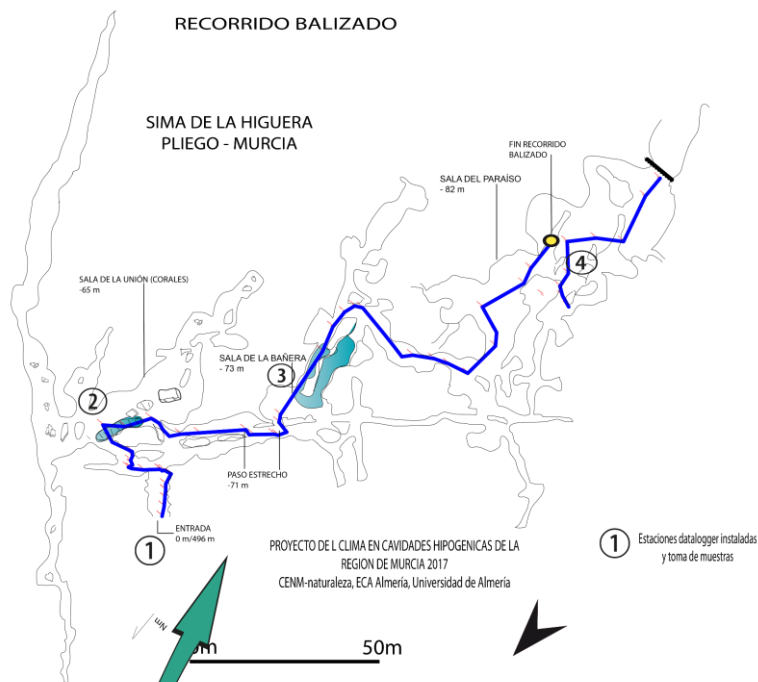 RECORRIDO BALIZADO
SIMA DE LA HIGUERA
PLIEGO - MURCIA
FIN RECORRIDO
BALIZADO
SALA DEL PARAÍSO
- 82 m
4
SALA DE LA UNIÓN (CORALES)
-65 m
SALA DE LA BAÑERA
- 73 m
3
2
PASO ESTRECHO
-71 m
ENTRADA
0 m/496 m
1
PROYECTO DE L CLIMA EN CAVIDADES HIPOGENICAS DE LA
REGION DE MURCIA 2017
CENM-naturaleza, ECA Almería, Universidad de Almería
1
Estaciones datalogger instaladas
y toma de muestras
Nm
50m